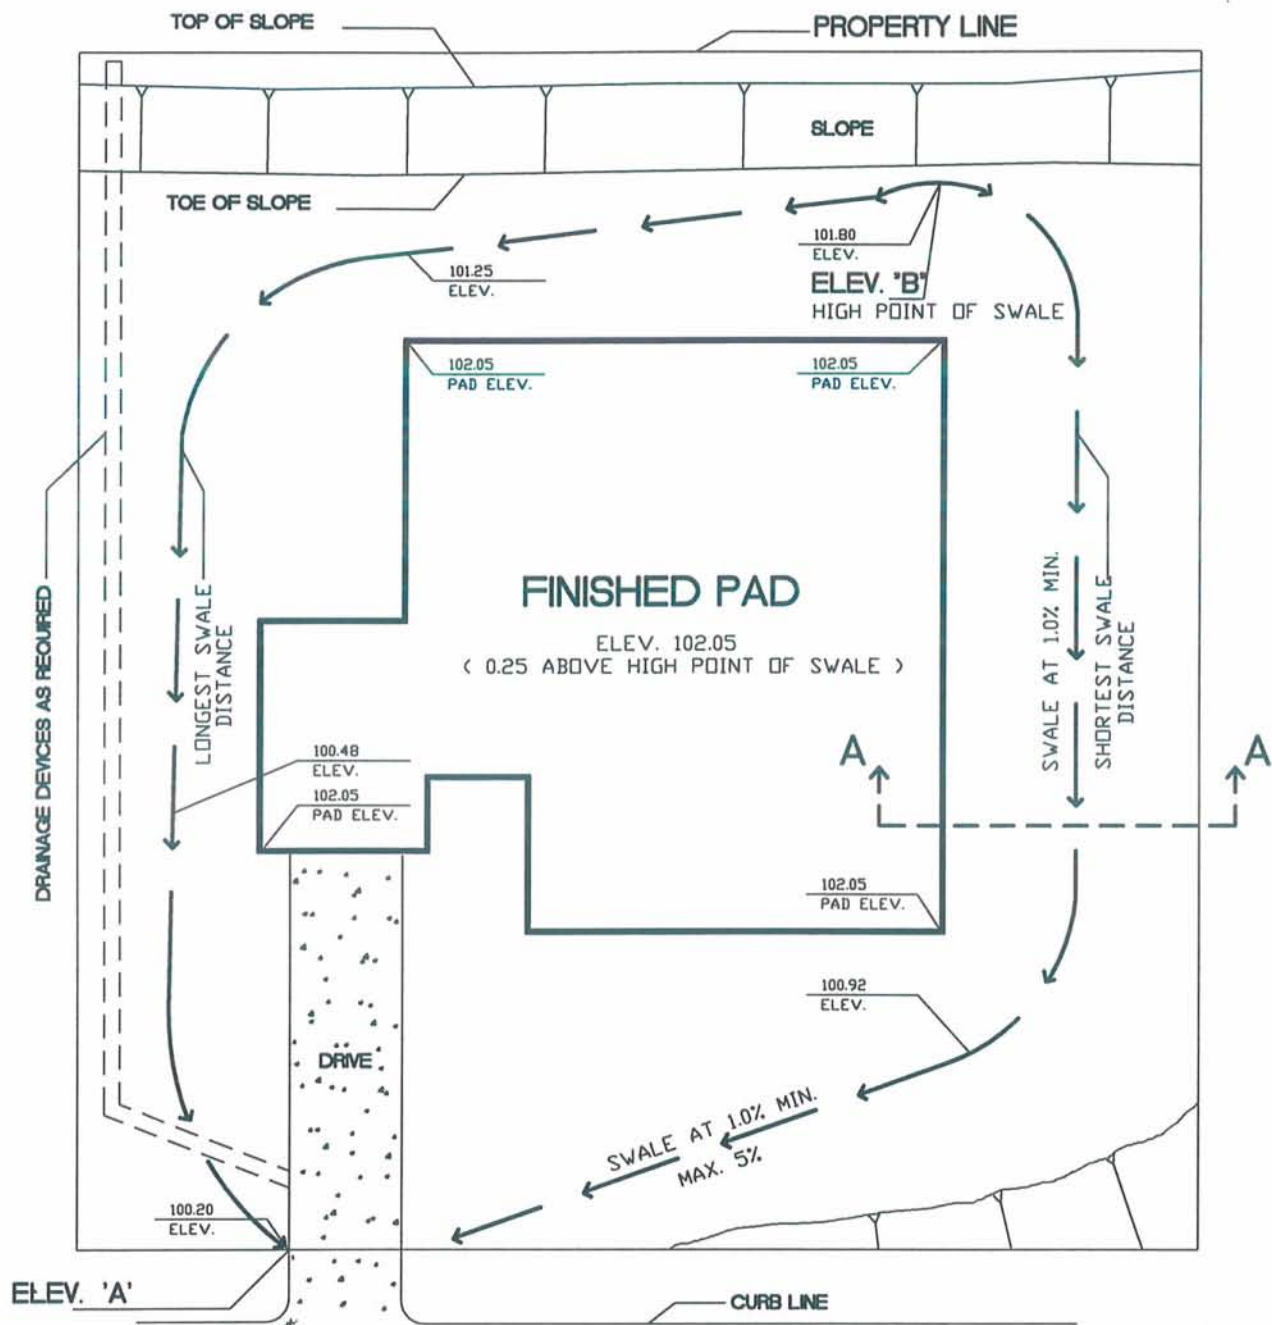 TOP OF SLOPE
PROPERTY LINE
SLOPE
TOE OF SLOPE
101.80
ELEV.
ELEV. "B"
HIGH POINT OF SWALE
101.25
ELEV.
102.05
PAD ELEV.
102.05
PAD ELEV.
DRAINAGE DEVICES AS REQUIRED
LONGEST SWALE
DISTANCE
FINISHED PAD
ELEV. 102.05
( 0.25 ABOVE HIGH POINT OF SWALE )
SWALE AT 1.0% MIN.
SHORTEST SWALE
DISTANCE
A
A
100.48
ELEV.
102.05
PAD ELEV.
102.05
PAD ELEV.
100.92
ELEV.
DRIVE
SWALE AT 1.0% MIN.
MAX. 5%
100.20
ELEV.
ELEV. 'A'
CURB LINE